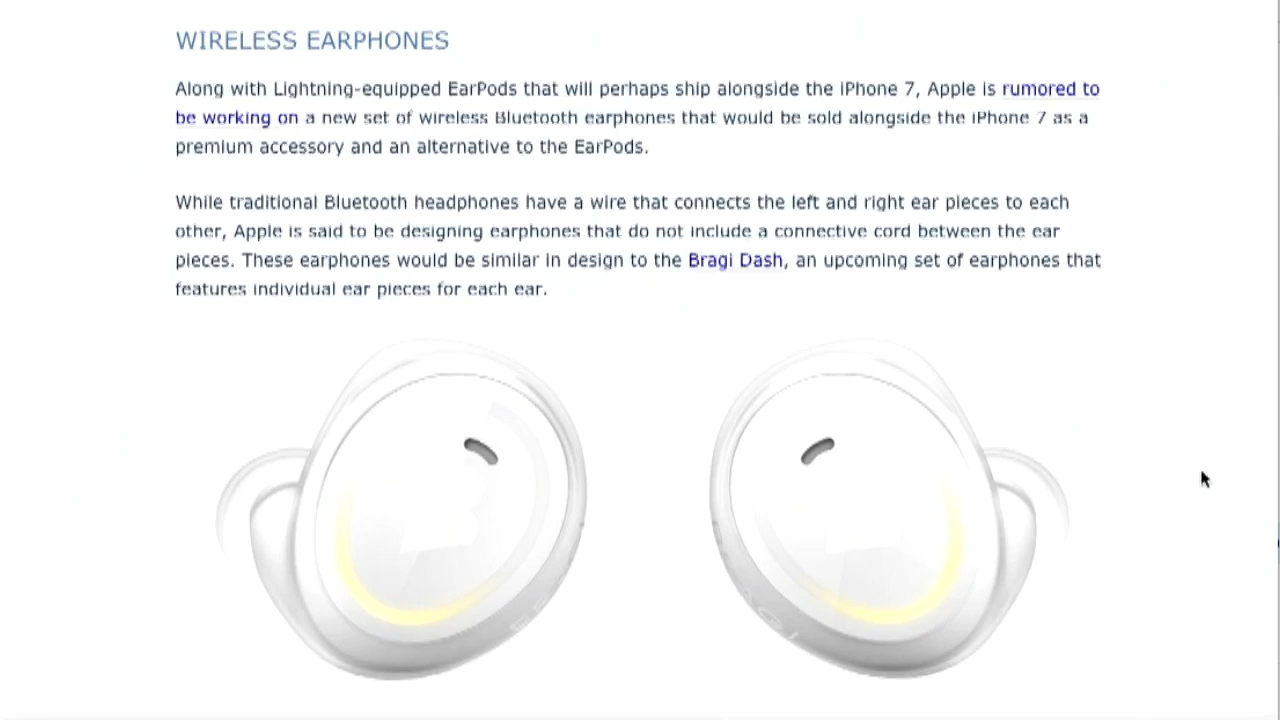 WIRELESS EARPHONES
Along with Lightning-equipped EarPods that will perhaps ship alongside the iPhone 7, Apple is rumored to
be working on a new set of wireless Bluetooth earphones that would be sold alongside the iPhone 7 as a
premium accessory and an alternative to the EarPods.
While traditional Bluetooth headphones have a wire that connects the left and right ear pieces to each
other, Apple is said to be designing earphones that do not include a connective cord between the ear
pieces. These earphones would be similar in design to the Bragi Dash, an upcoming set of earphones that
features individual ear pieces for each ear.